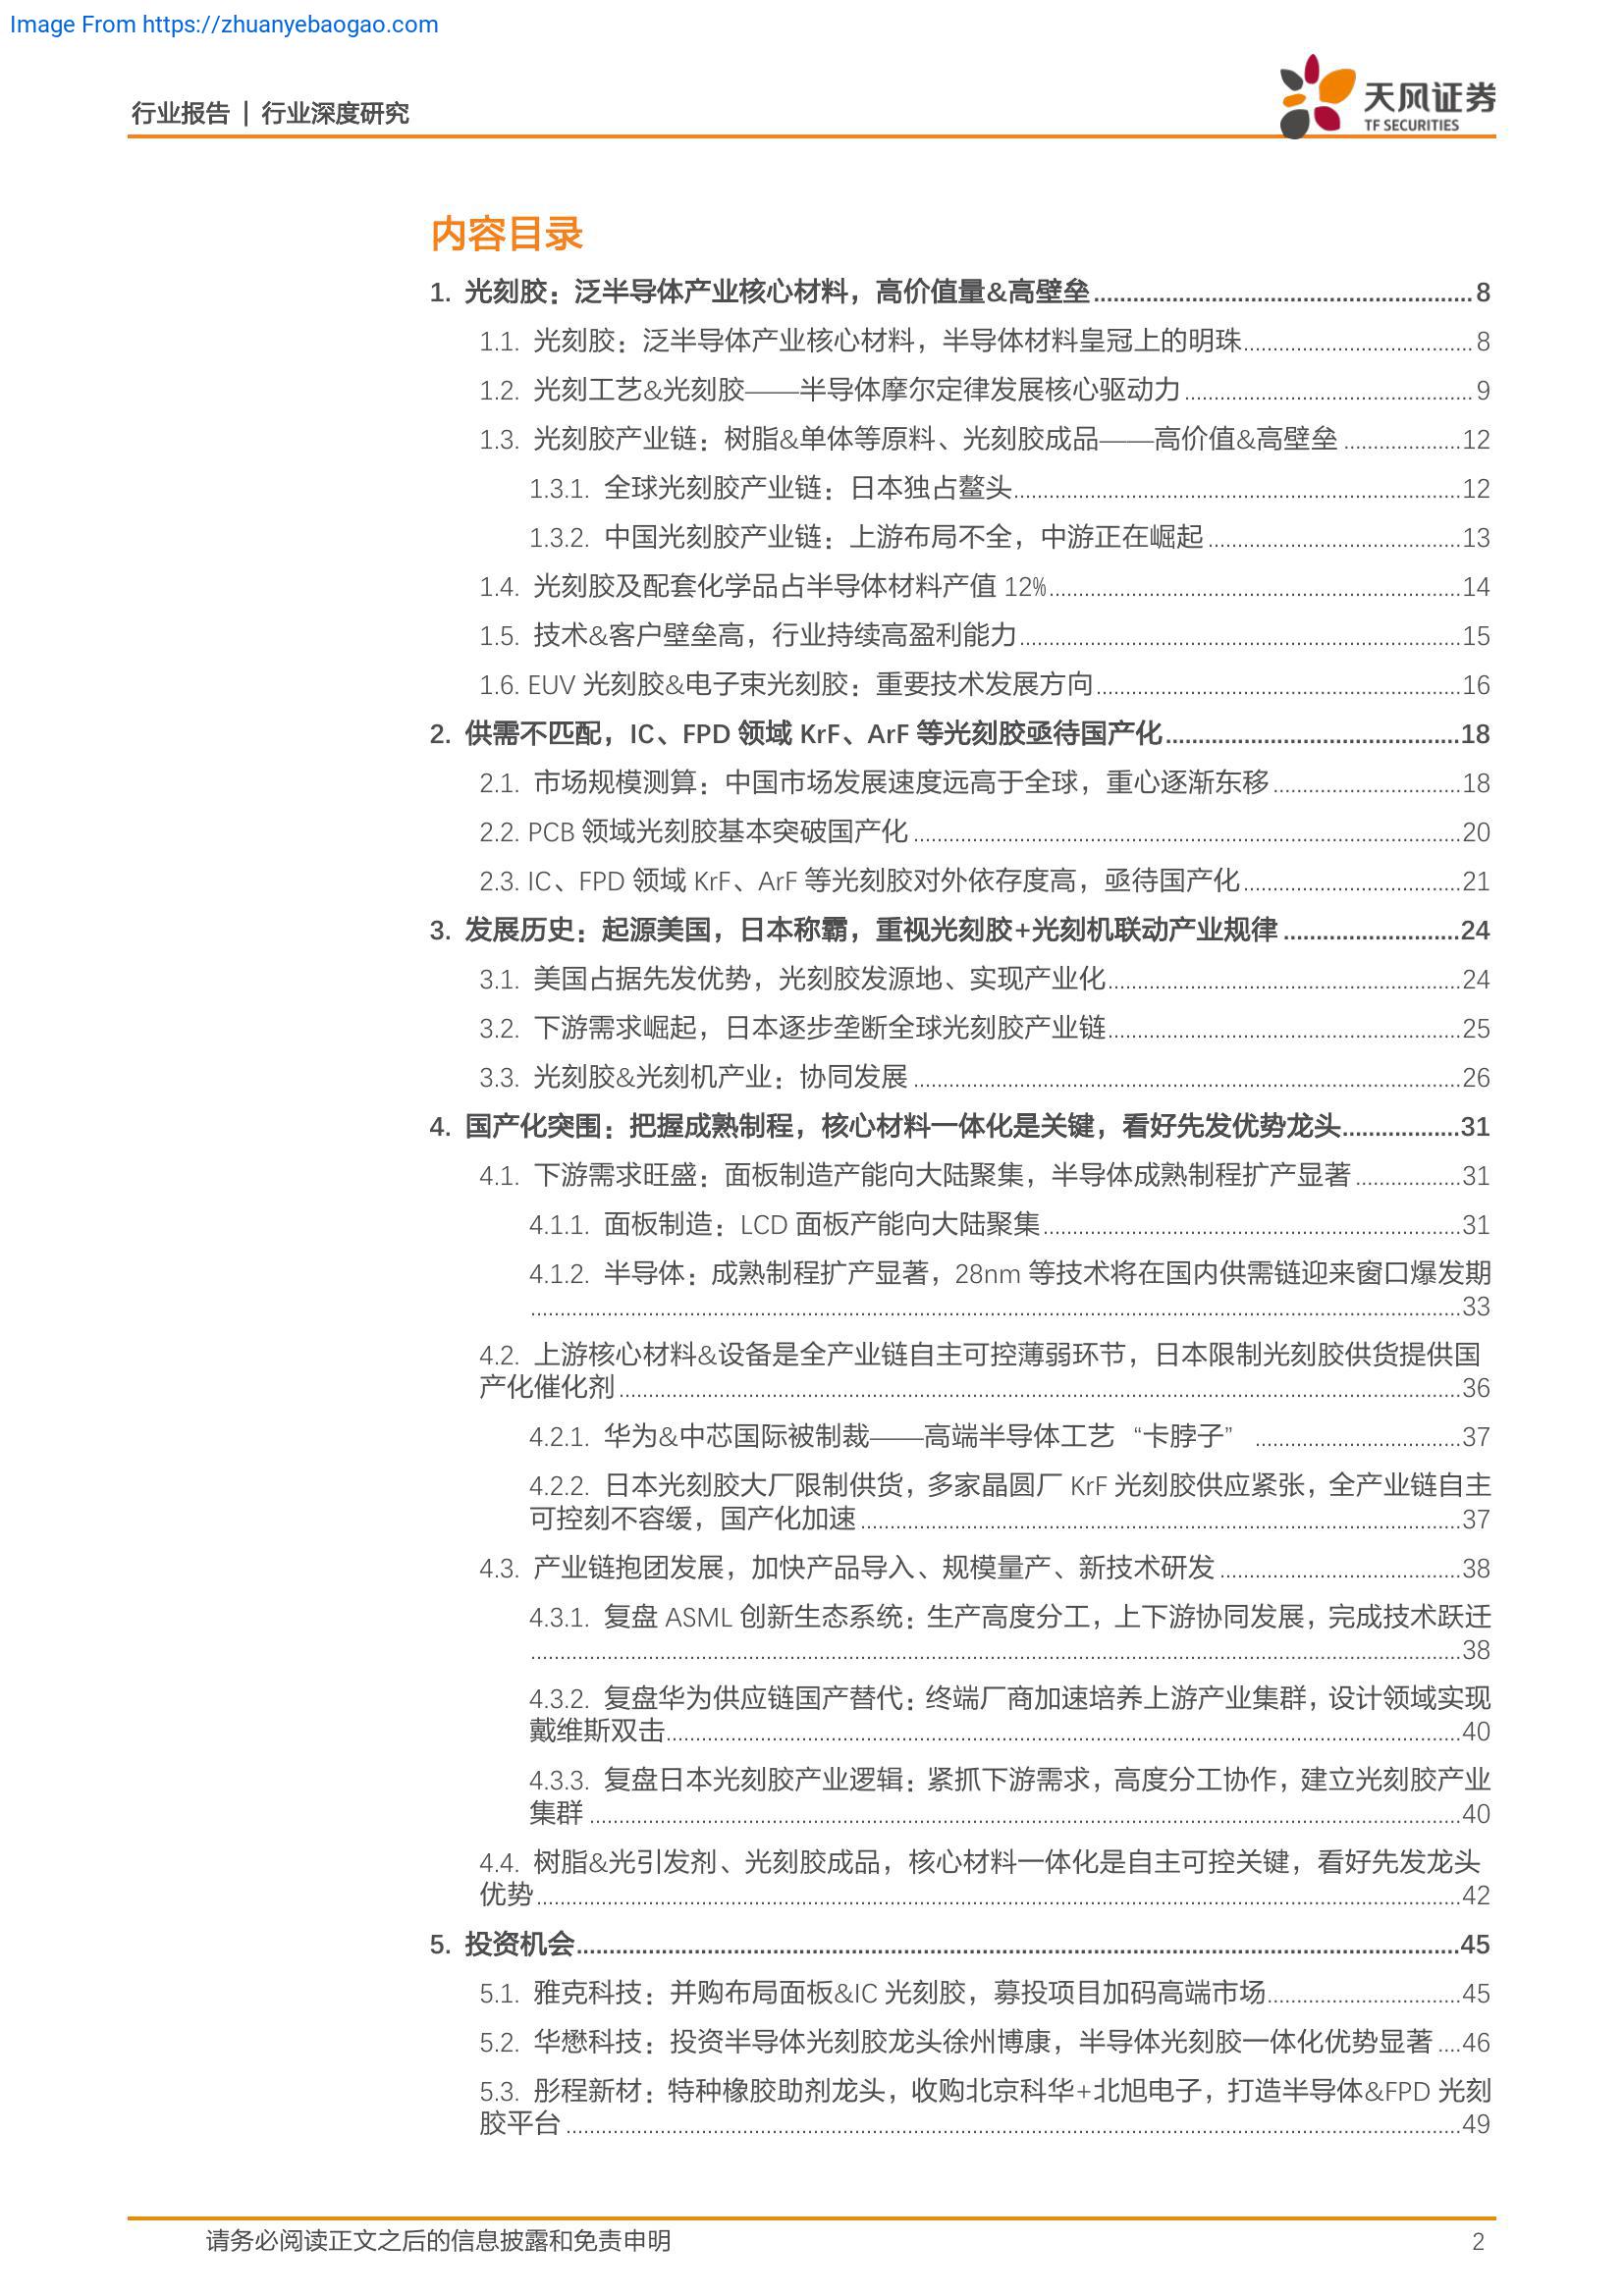 Image From https://zhuanyebaogao.com
行业报告 | 行业深度研究
天风证券
TF SECURITIES
内容目录
1. 光刻胶：泛半导体产业核心材料，高价值量&高壁垒 8
1.1. 光刻胶：泛半导体产业核心材料，半导体材料皇冠上的明珠 8
1.2. 光刻工艺&光刻胶——半导体摩尔定律发展核心驱动力 9
1.3. 光刻胶产业链：树脂&单体等原料、光刻胶成品——高价值&高壁垒 12
1.3.1. 全球光刻胶产业链：日本独占鳌头 12
1.3.2. 中国光刻胶产业链：上游布局不全，中游正在崛起 13
1.4. 光刻胶及配套化学品占半导体材料产值 12% 14
1.5. 技术&客户壁垒高，行业持续高盈利能力 15
1.6. EUV 光刻胶&电子束光刻胶：重要技术发展方向 16
2. 供需不匹配，IC、FPD 领域 KrF、ArF 等光刻胶亟待国产化 18
2.1. 市场规模测算：中国市场发展速度远高于全球，重心逐渐东移 18
2.2. PCB 领域光刻胶基本突破国产化 20
2.3. IC、FPD 领域 KrF、ArF 等光刻胶对外依存度高，亟待国产化 21
3. 发展历史：起源美国，日本称霸，重视光刻胶+光刻机联动产业规律 24
3.1. 美国占据先发优势，光刻胶发源地、实现产业化 24
3.2. 下游需求崛起，日本逐步垄断全球光刻胶产业链 25
3.3. 光刻胶&光刻机产业：协同发展 26
4. 国产化突围：把握成熟制程，核心材料一体化是关键，看好先发优势龙头 31
4.1. 下游需求旺盛：面板制造产能向大陆聚集，半导体成熟制程扩产显著 31
4.1.1. 面板制造：LCD 面板产能向大陆聚集 31
4.1.2. 半导体：成熟制程扩产显著，28nm 等技术将在国内供需链迎来窗口爆发期
33
4.2. 上游核心材料&设备是全产业链自主可控薄弱环节，日本限制光刻胶供货提供国
产化催化剂 36
4.2.1. 华为&中芯国际被制裁——高端半导体工艺 “卡脖子” 37
4.2.2. 日本光刻胶大厂限制供货，多家晶圆厂 KrF 光刻胶供应紧张，全产业链自主
可控刻不容缓，国产化加速 37
4.3. 产业链抱团发展，加快产品导入、规模量产、新技术研发 38
4.3.1. 复盘 ASML 创新生态系统：生产高度分工，上下游协同发展，完成技术跃迁
38
4.3.2. 复盘华为供应链国产替代：终端厂商加速培养上游产业集群，设计领域实现
戴维斯双击 40
4.3.3. 复盘日本光刻胶产业逻辑：紧抓下游需求，高度分工协作，建立光刻胶产业
集群 40
4.4. 树脂&光引发剂、光刻胶成品，核心材料一体化是自主可控关键，看好先发龙头
优势 42
5. 投资机会 45
5.1. 雅克科技：并购布局面板&IC 光刻胶，募投项目加码高端市场 45
5.2. 华懋科技：投资半导体光刻胶龙头徐州博康，半导体光刻胶一体化优势显著 46
5.3. 彤程新材：特种橡胶助剂龙头，收购北京科华+北旭电子，打造半导体&FPD 光刻
胶平台 49
请务必阅读正文之后的信息披露和免责申明 2